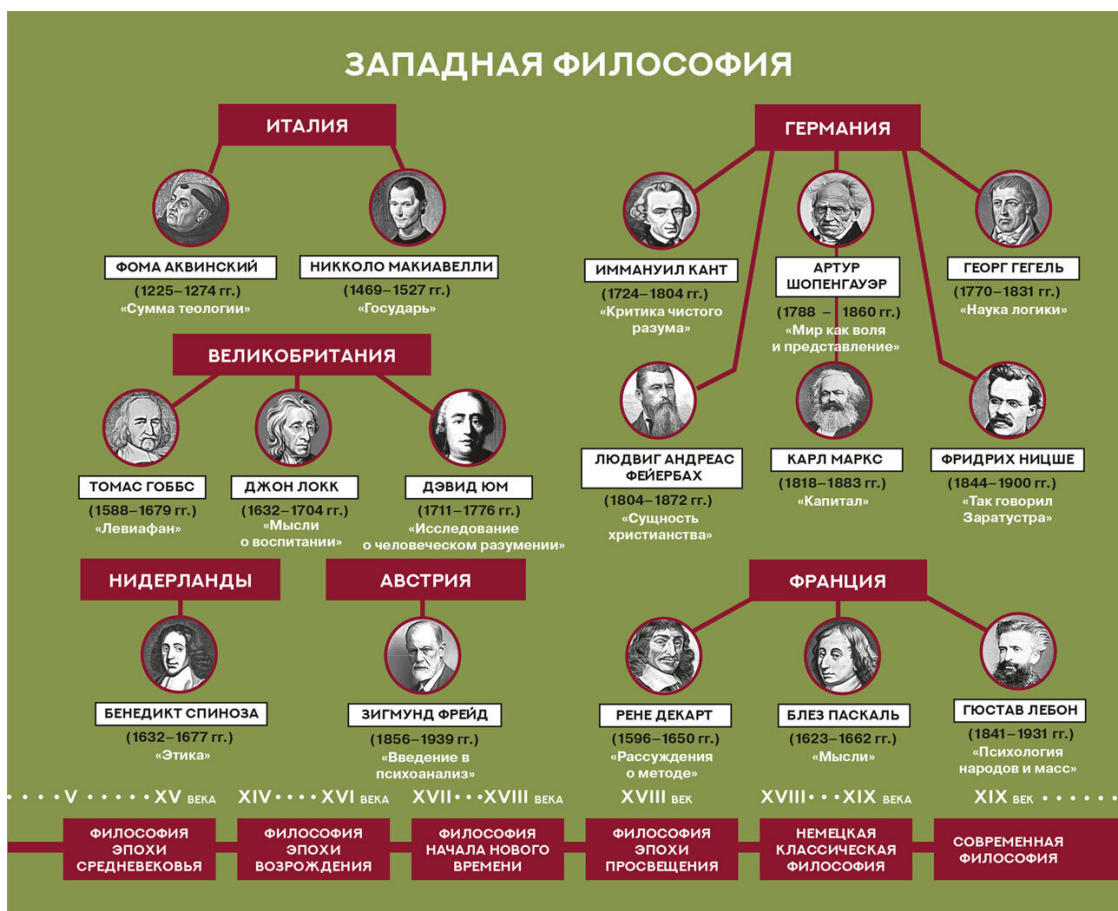 ЗАПАДНАЯ ФИЛОСОФИЯ
ИТАЛИЯ
ФОМА АКВИНСКИЙ
(1225–1274 гг.)
«Сумма теологии»
НИККОЛО МАКИАВЕЛЛИ
(1469–1527 гг.)
«Государь»
ВЕЛИКОБРИТАНИЯ
ТОМАС ГОББС
(1588–1679 гг.)
«Левиафан»
ДЖОН ЛОКК
(1632–1704 гг.)
«Мысли
о воспитании»
ДЭВИД ЮМ
(1711–1776 гг.)
«Исследование
о человеческом разумении»
НИДЕРЛАНДЫ
БЕНЕДИКТ СПИНОЗА
(1632–1677 гг.)
«Этика»
АВСТРИЯ
ЗИГМУНД ФРЕЙД
(1856–1939 гг.)
«Введение в
психоанализ»
ГЕРМАНИЯ
ИММАНУИЛ КАНТ
(1724–1804 гг.)
«Критика чистого
разума»
АРТУР
ШОПЕНГАУЭР
(1788 – 1860 гг.)
«Мир как воля
и представление»
ГЕОРГ ГЕГЕЛЬ
(1770–1831 гг.)
«Наука логики»
ЛЮДВИГ АНДРЕАС
ФЕЙЕРБАХ
(1804–1872 гг.)
«Сущность
христианства»
КАРЛ МАРКС
(1818–1883 гг.)
«Капитал»
ФРИДРИХ НИЦШЕ
(1844–1900 гг.)
«Так говорил
Заратустра»
ФРАНЦИЯ
РЕНЕ ДЕКАРТ
(1596–1650 гг.)
«Рассуждения
о методе»
БЛЕЗ ПАСКАЛЬ
(1623–1662 гг.)
«Мысли»
ГЮСТАВ ЛЕБОН
(1841–1931 гг.)
«Психология
народов и масс»
V XV ВЕКА
ФИЛОСОФИЯ
ЭПОХИ
СРЕДНЕВЕКОВЬЯ
XIV XVI ВЕКА
ФИЛОСОФИЯ
ЭПОХИ
ВОЗРОЖДЕНИЯ
XVII XVIII ВЕКА
ФИЛОСОФИЯ
НАЧАЛА НОВОГО
ВРЕМЕНИ
XVIII ВЕК
ФИЛОСОФИЯ
ЭПОХИ
ПРОСВЕЩЕНИЯ
XVIII XIX ВЕКА
НЕМЕЦКАЯ
КЛАССИЧЕСКАЯ
ФИЛОСОФИЯ
XIX ВЕК
СОВРЕМЕННАЯ
ФИЛОСОФИЯ